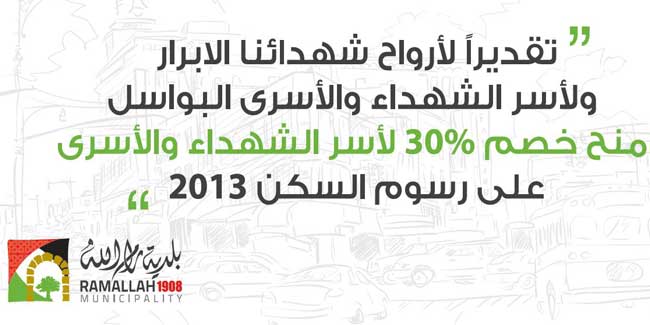 ” تقديراً لأرواح شهدائنا الابرار
ولأسر الشهداء والأسرى البواسل
منح خصم 30% لأسر الشهداء والأسرى
على رسوم السكن 2013 “
بلدية رام الله
RAMALLAH 1908
MUNICIPALITY